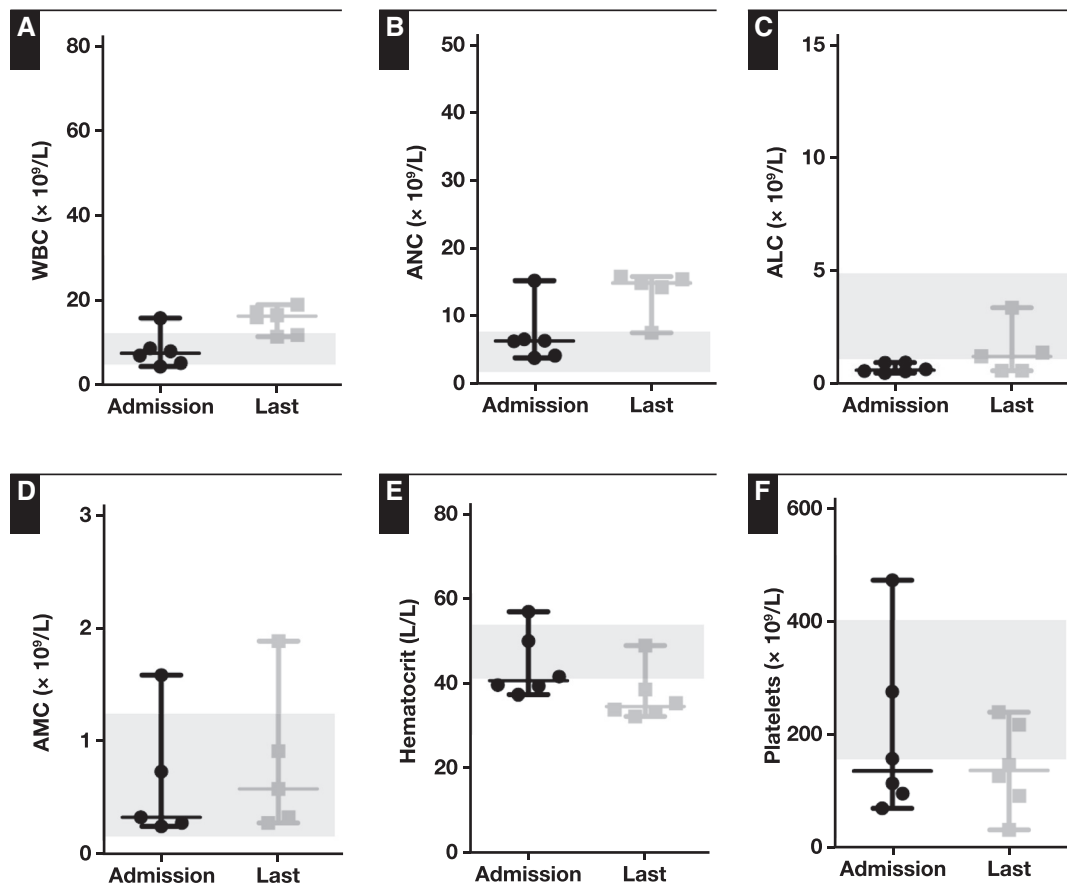 A
WBC (× 10⁹/L)
80
60
40
20
0
Admission Last
B
ANC (× 10⁹/L)
50
40
30
20
10
0
Admission Last
C
ALC (× 10⁹/L)
15
10
5
0
Admission Last
D
AMC (× 10⁹/L)
3
2
1
0
Admission Last
E
Hematocrit (L/L)
80
60
40
20
0
Admission Last
F
Platelets (× 10⁹/L)
600
400
200
0
Admission Last